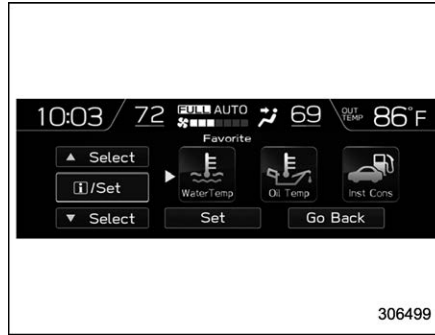 10:03 72 FULL AUTO 69 OUT TEMP 86°F
Favorite
▲ Select
i/Set
▼ Select
WaterTemp Oil Temp Inst Cons
Set Go Back
306499